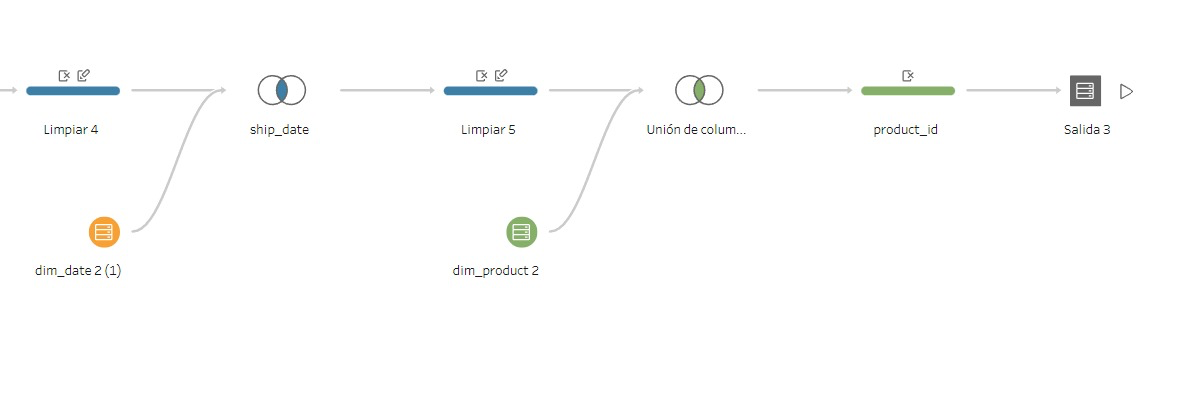 Limpiar 4
ship_date
Limpiar 5
Unión de colum...
product_id
Salida 3
dim_date 2 (1)
dim_product 2